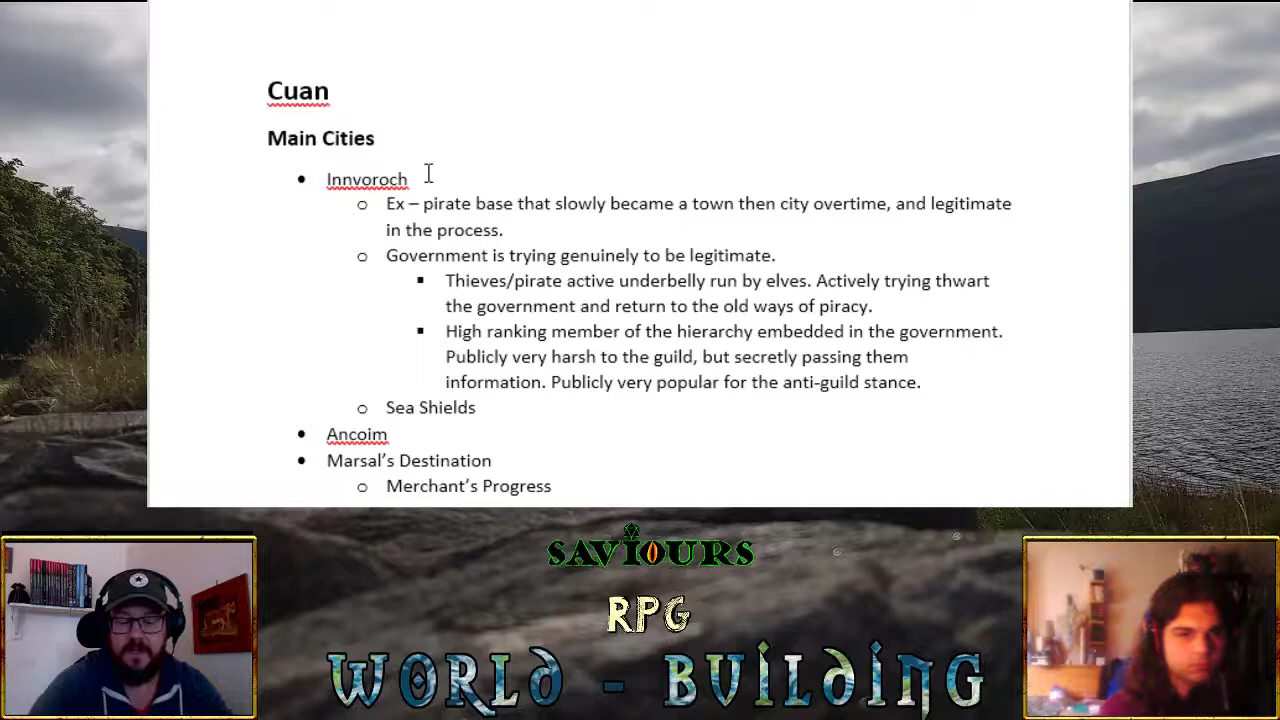 Cuan
Main Cities
• Innvoroch
o Ex – pirate base that slowly became a town then city overtime, and legitimate
in the process.
o Government is trying genuinely to be legitimate.
▪ Thieves/pirate active underbelly run by elves. Actively trying thwart
the government and return to the old ways of piracy.
▪ High ranking member of the hierarchy embedded in the government.
Publicly very harsh to the guild, but secretly passing them
information. Publicly very popular for the anti-guild stance.
o Sea Shields
• Ancoim
• Marsal’s Destination
o Merchant’s Progress
SAVIOURS
RPG
WORLD - BUILDING